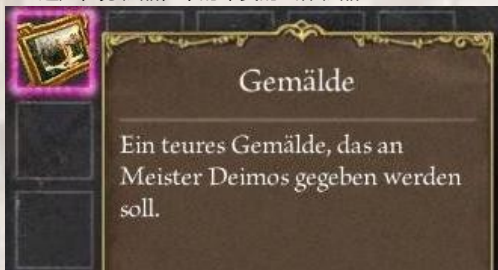 Gemälde
Ein teures Gemälde, das an
Meister Deimos gegeben werden
soll.